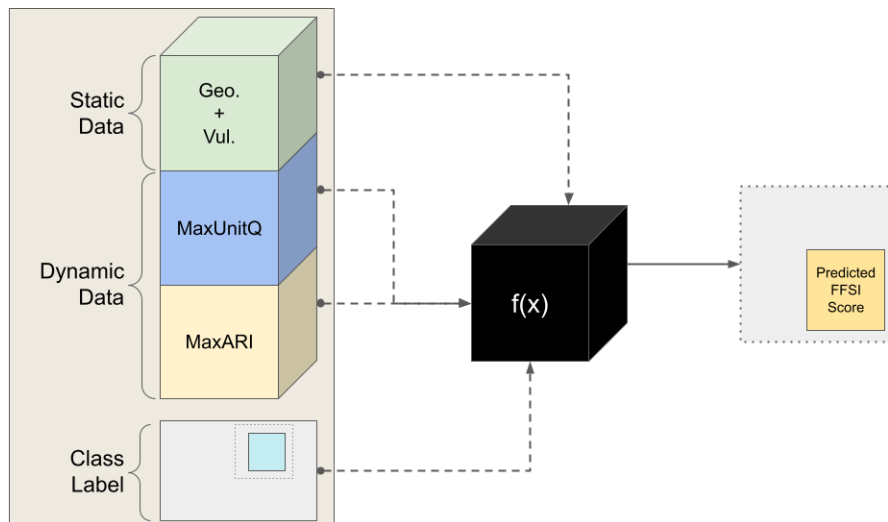 Static
Data
Geo.
+
Vul.
Dynamic
Data
MaxUnitQ
MaxARI
Class
Label
f(x)
Predicted
FFSI
Score